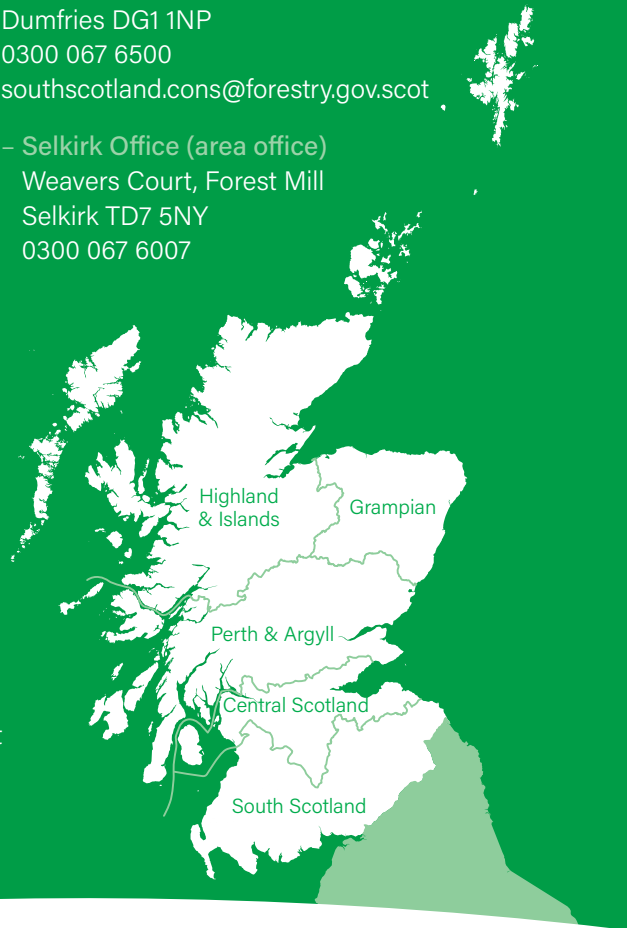 Dumfries DG1 1NP
0300 067 6500
southscotland.cons@forestry.gov.scot
– Selkirk Office (area office)
Weavers Court, Forest Mill
Selkirk TD7 5NY
0300 067 6007
Highland
& Islands
Grampian
Perth & Argyll
Central Scotland
South Scotland